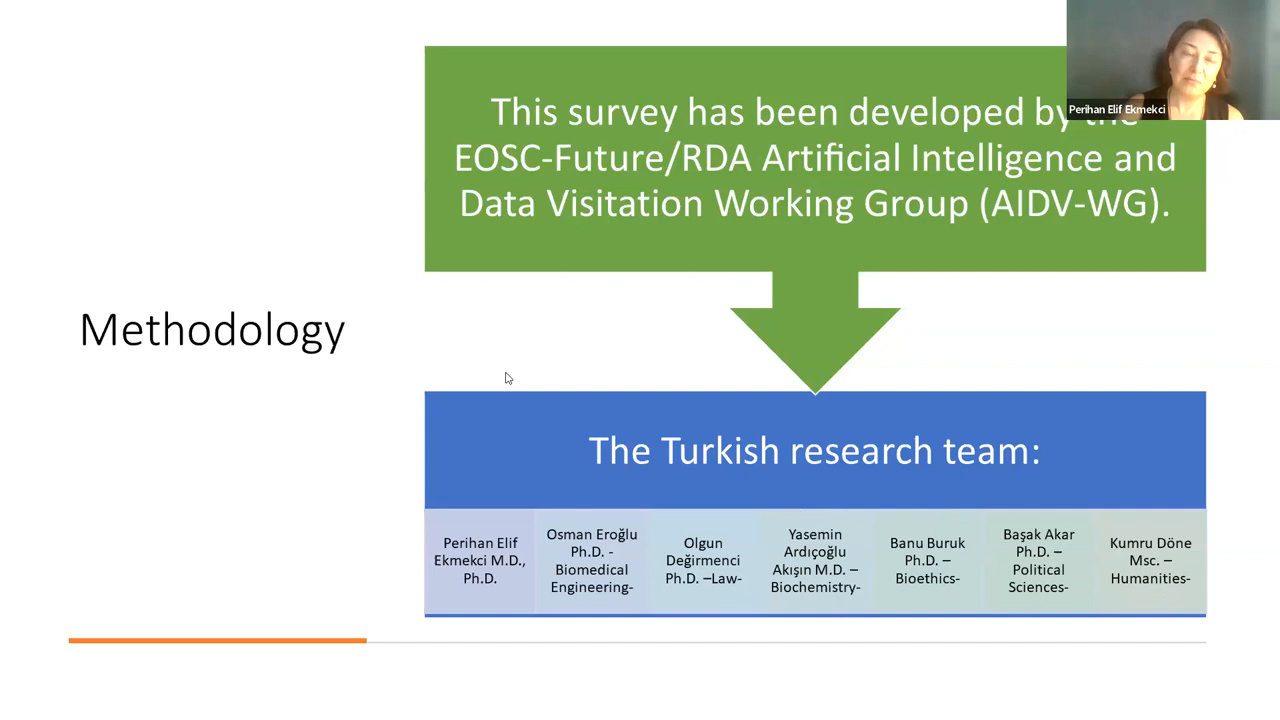 Perihan Elif Ekmekci
This survey has been developed by the
EOSC-Future/RDA Artificial Intelligence and
Data Visitation Working Group (AIDV-WG).
Methodology
The Turkish research team:
Perihan Elif
Ekmekci M.D.,
Ph.D.
Osman Eroğlu
Ph.D. -
Biomedical
Engineering-
Olgun
Değirmenci
Ph.D. –Law-
Yasemin
Ardıçoğlu
Akışın M.D. –
Biochemistry-
Banu Buruk
Ph.D. –
Bioethics-
Başak Akar
Ph.D. –
Political
Sciences-
Kumru Döne
Msc. –
Humanities-